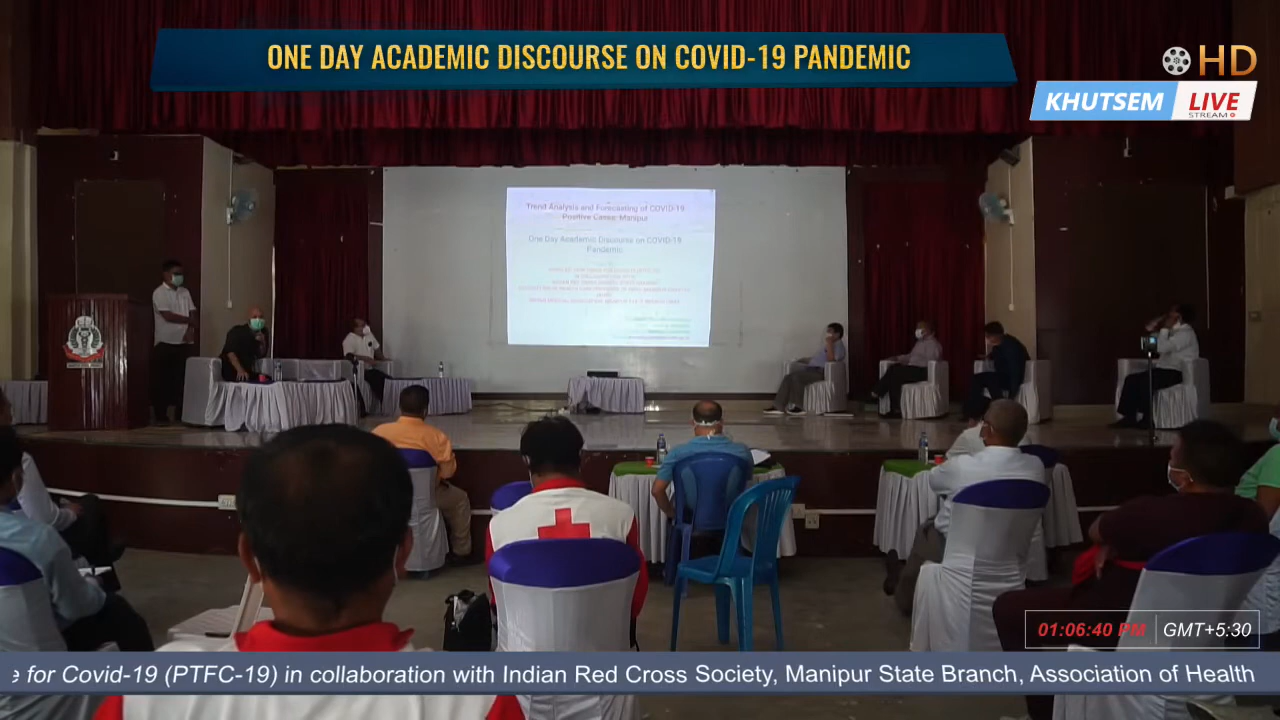 ONE DAY ACADEMIC DISCOURSE ON COVID-19 PANDEMIC
HD
KHUTSEM LIVE
STREAM
Trend Analysis and Forecasting of COVID-19
Positive Cases: Manipur
One Day Academic Discourse on COVID-19
Pandemic
01:06:40 PM GMT+5:30
for Covid-19 (PTFC-19) in collaboration with Indian Red Cross Society, Manipur State Branch, Association of Health